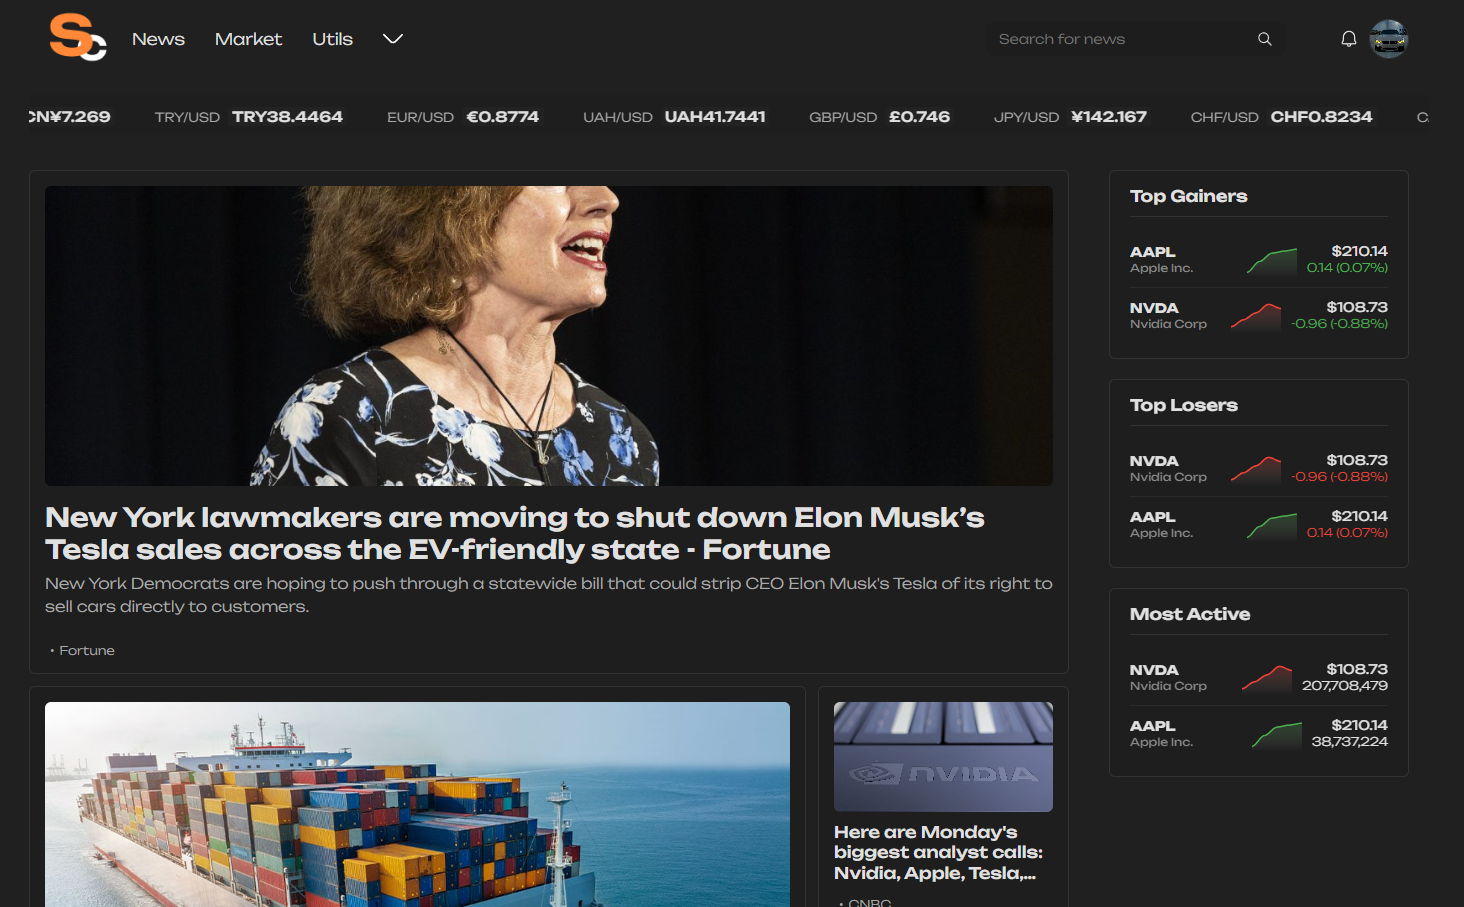 Sc
News Market Utils
Search for news
CN¥7.269 TRY/USD TRY38.4464 EUR/USD €0.8774 UAH/USD UAH41.7441 GBP/USD £0.746 JPY/USD ¥142.167 CHF/USD CHF0.8234
New York lawmakers are moving to shut down Elon Musk’s
Tesla sales across the EV-friendly state - Fortune
New York Democrats are hoping to push through a statewide bill that could strip CEO Elon Musk's Tesla of its right to
sell cars directly to customers.
• Fortune
NVIDIA
Here are Monday's
biggest analyst calls:
Nvidia, Apple, Tesla,...
• CNBC
Top Gainers
AAPL $210.14
Apple Inc. 0.14 (0.07%)
NVDA $108.73
Nvidia Corp -0.96 (-0.88%)
Top Losers
NVDA $108.73
Nvidia Corp -0.96 (-0.88%)
AAPL $210.14
Apple Inc. 0.14 (0.07%)
Most Active
NVDA $108.73
Nvidia Corp 207,708,479
AAPL $210.14
Apple Inc. 38,737,224